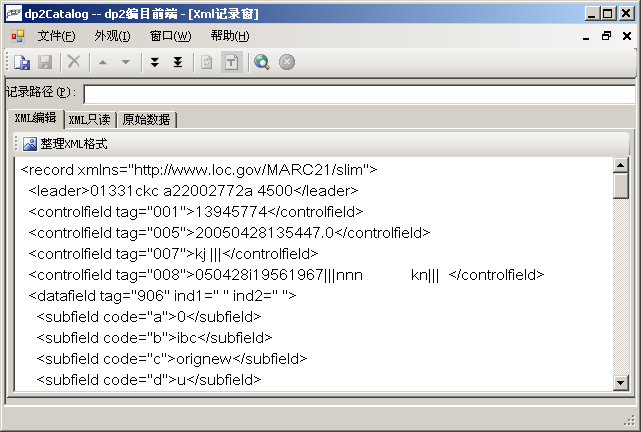 dp2Catalog -- dp2编目前端 - [Xml记录窗]
文件(F) 外观(I) 窗口(W) 帮助(H)
记录路径(P):
XML编辑 XML只读 原始数据
整理XML格式
<record xmlns="http://www.loc.gov/MARC21/slim">
<leader>01331ckc a22002772a 4500</leader>
<controlfield tag="001">13945774</controlfield>
<controlfield tag="005">20050428135447.0</controlfield>
<controlfield tag="007">kj |||</controlfield>
<controlfield tag="008">050428i19561967|||nnn            kn|||  </controlfield>
<datafield tag="906" ind1=" " ind2=" ">
<subfield code="a">0</subfield>
<subfield code="b">ibc</subfield>
<subfield code="c">orignew</subfield>
<subfield code="d">u</subfield>